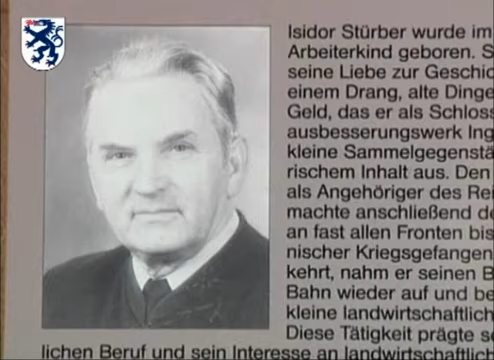 Isidor Stürber wurde im
Arbeiterkind geboren. S
seine Liebe zur Geschic
einem Drang, alte Dinge
Geld, das er als Schloss
ausbesserungswerk Ing
kleine Sammelgegenstä
rischem Inhalt aus. Den
als Angehöriger des Re
machte anschließend de
an fast allen Fronten bis
nischer Kriegsgefangen
kehrt, nahm er seinen B
Bahn wieder auf und be
kleine landwirtschaftlich
Diese Tätigkeit prägte se
lichen Beruf und sein Interesse an landwirtschaftlic